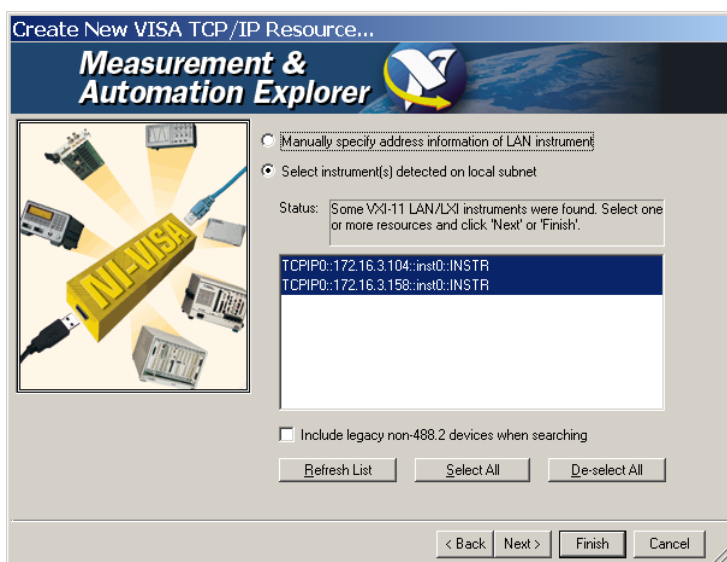 Create New VISA TCP/IP Resource...
Measurement &
Automation Explorer
NI-VISA
Manually specify address information of LAN instrument
Select instrument(s) detected on local subnet
Status: Some VXI-11 LAN/LXI instruments were found. Select one
or more resources and click 'Next' or 'Finish'.
TCPIP0::172.16.3.104::inst0::INSTR
TCPIP0::172.16.3.158::inst0::INSTR
Include legacy non-488.2 devices when searching
Refresh List Select All De-select All
< Back Next > Finish Cancel